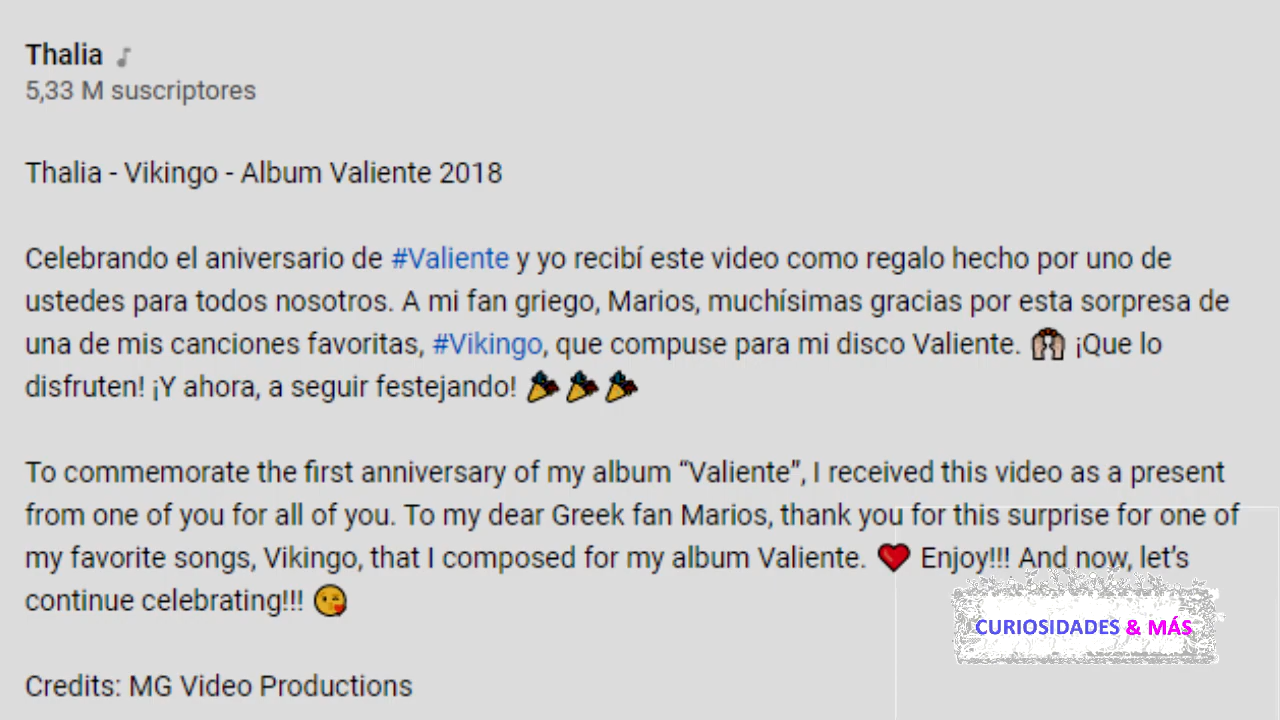 Thalia
5,33 M suscriptores
Thalia - Vikingo - Album Valiente 2018
Celebrando el aniversario de #Valiente y yo recibí este video como regalo hecho por uno de
ustedes para todos nosotros. A mi fan griego, Marios, muchísimas gracias por esta sorpresa de
una de mis canciones favoritas, #Vikingo, que compuse para mi disco Valiente. 🙌 ¡Que lo
disfruten! ¡Y ahora, a seguir festejando! 🎉🎉🎉
To commemorate the first anniversary of my album “Valiente”, I received this video as a present
from one of you for all of you. To my dear Greek fan Marios, thank you for this surprise for one of
my favorite songs, Vikingo, that I composed for my album Valiente. ❤️ Enjoy!!! And now, let’s
continue celebrating!!! 😘
CURIOSIDADES & MÁS
Credits: MG Video Productions